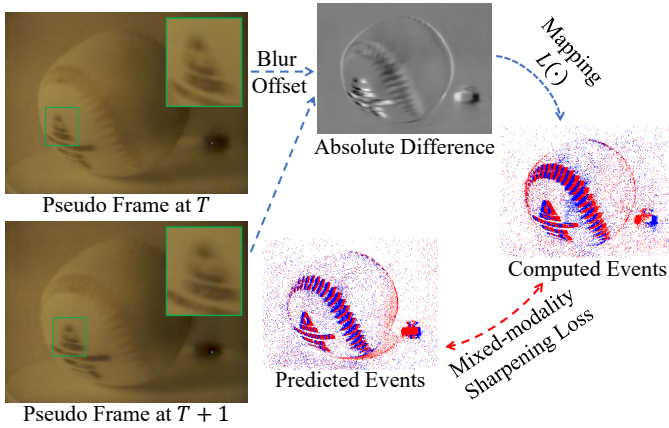 Blur
Offset
Mapping
L(·)
Absolute Difference
Pseudo Frame at T
Computed Events
Mixed-modality
Sharpening Loss
Predicted Events
Pseudo Frame at T + 1